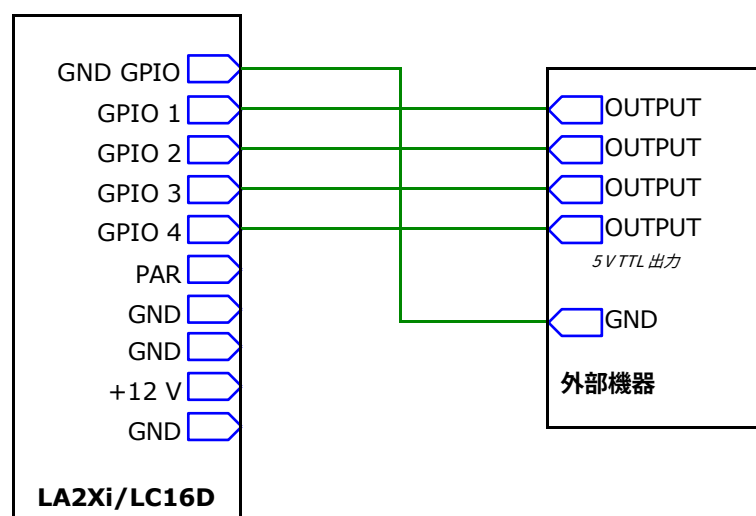 GND GPIO
GPIO 1
GPIO 2
GPIO 3
GPIO 4
PAR
GND
GND
+12 V
GND
LA2Xi/LC16D
OUTPUT
OUTPUT
OUTPUT
OUTPUT
5 V TTL 出力
GND
外部機器